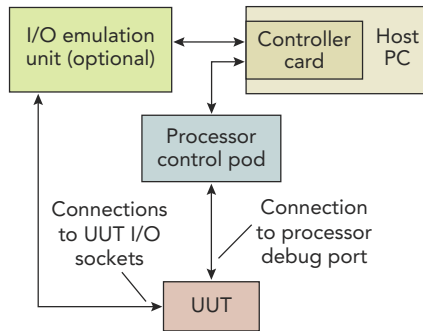 I/O emulation
unit (optional)
Controller
card
Host
PC
Processor
control pod
Connections
to UUT I/O
sockets
Connection
to processor
debug port
UUT